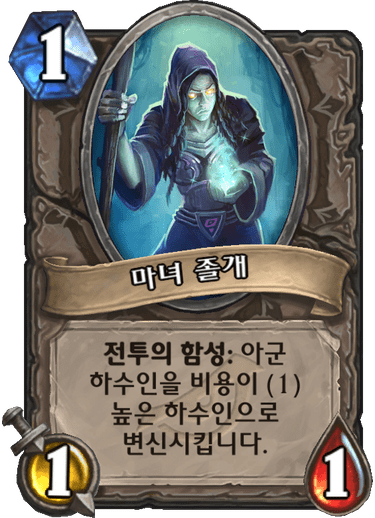 1
마녀 졸개
전투의 함성: 아군
하수인을 비용이 (1)
높은 하수인으로
변신시킵니다.
1
1